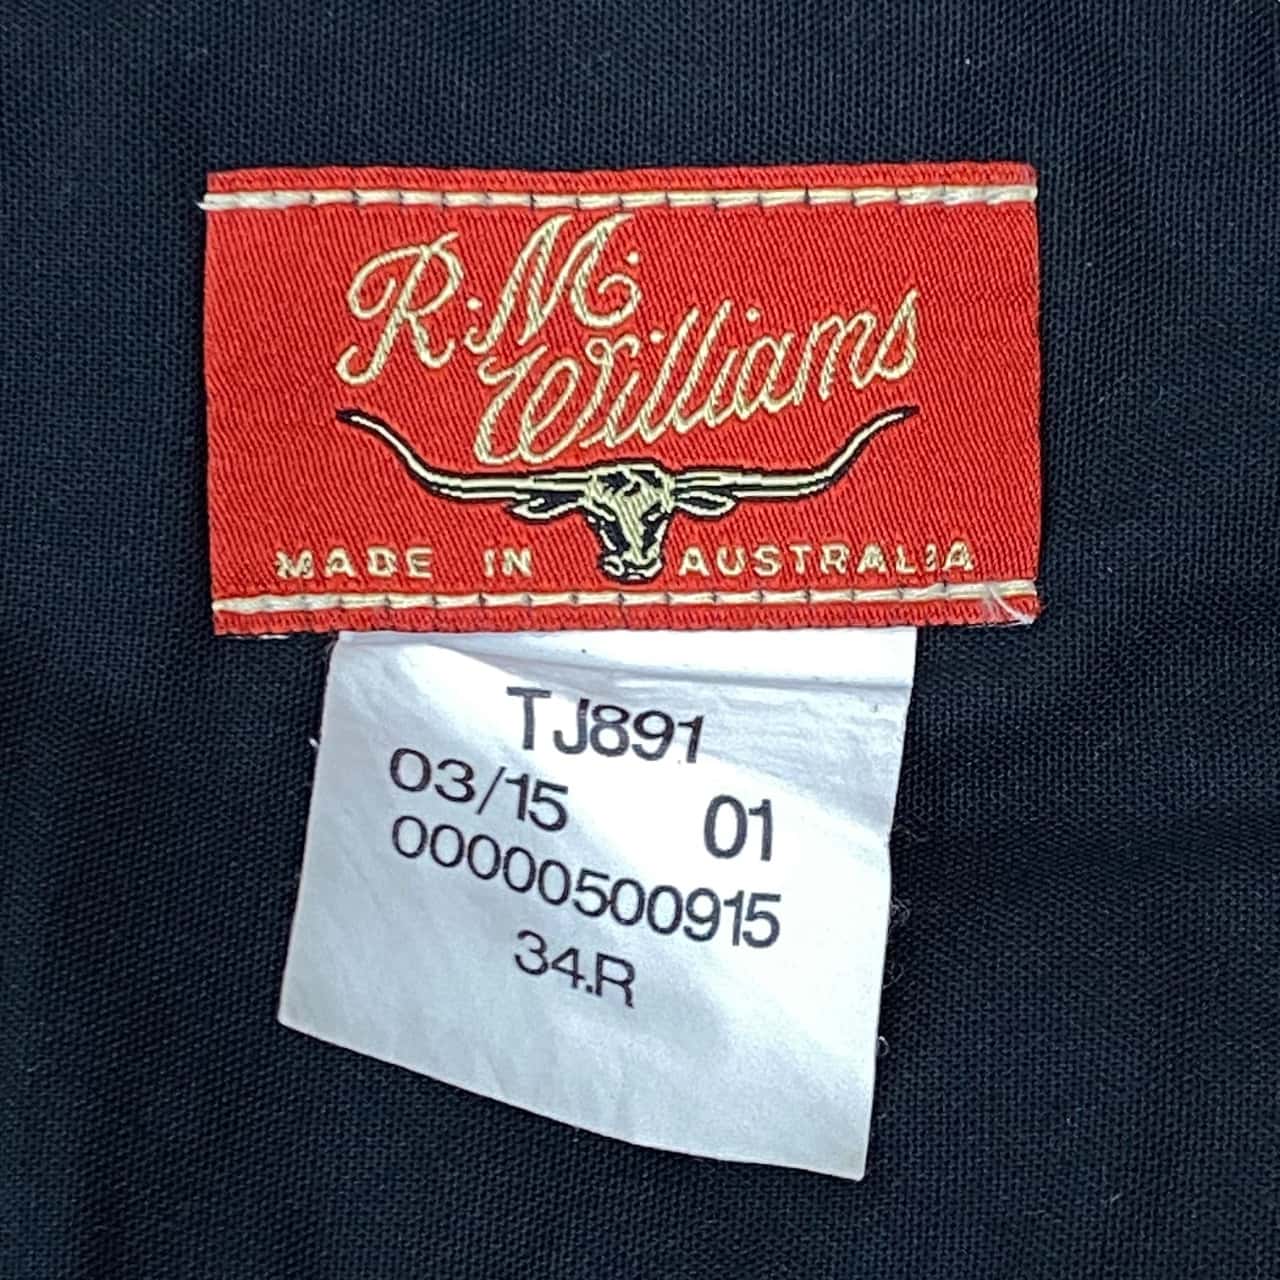 R.M.
Williams
MADE IN AUSTRALIA
TJ891
03/15 01
00000500915
34.R